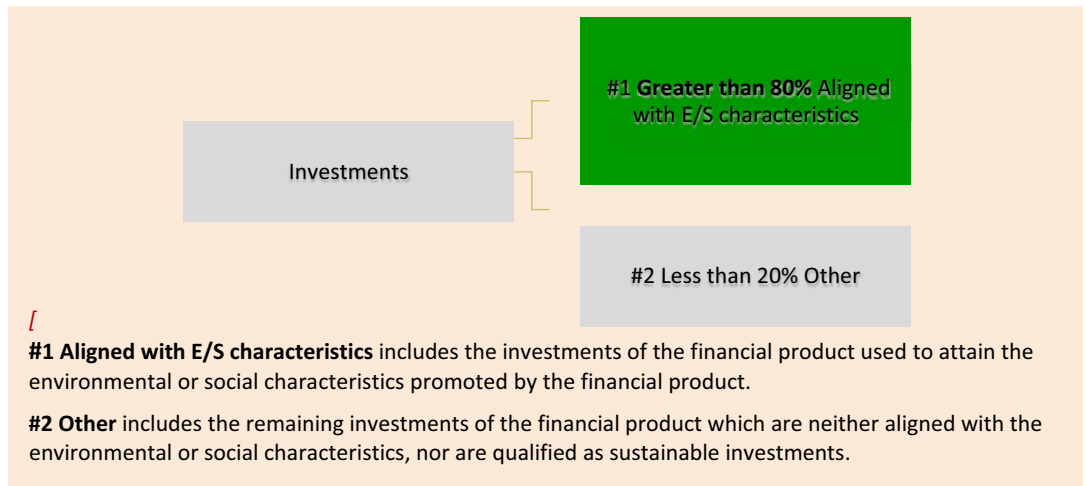 #1 Greater than 80% Aligned
with E/S characteristics
Investments
#2 Less than 20% Other
[
#1 Aligned with E/S characteristics includes the investments of the financial product used to attain the
environmental or social characteristics promoted by the financial product.
#2 Other includes the remaining investments of the financial product which are neither aligned with the
environmental or social characteristics, nor are qualified as sustainable investments.